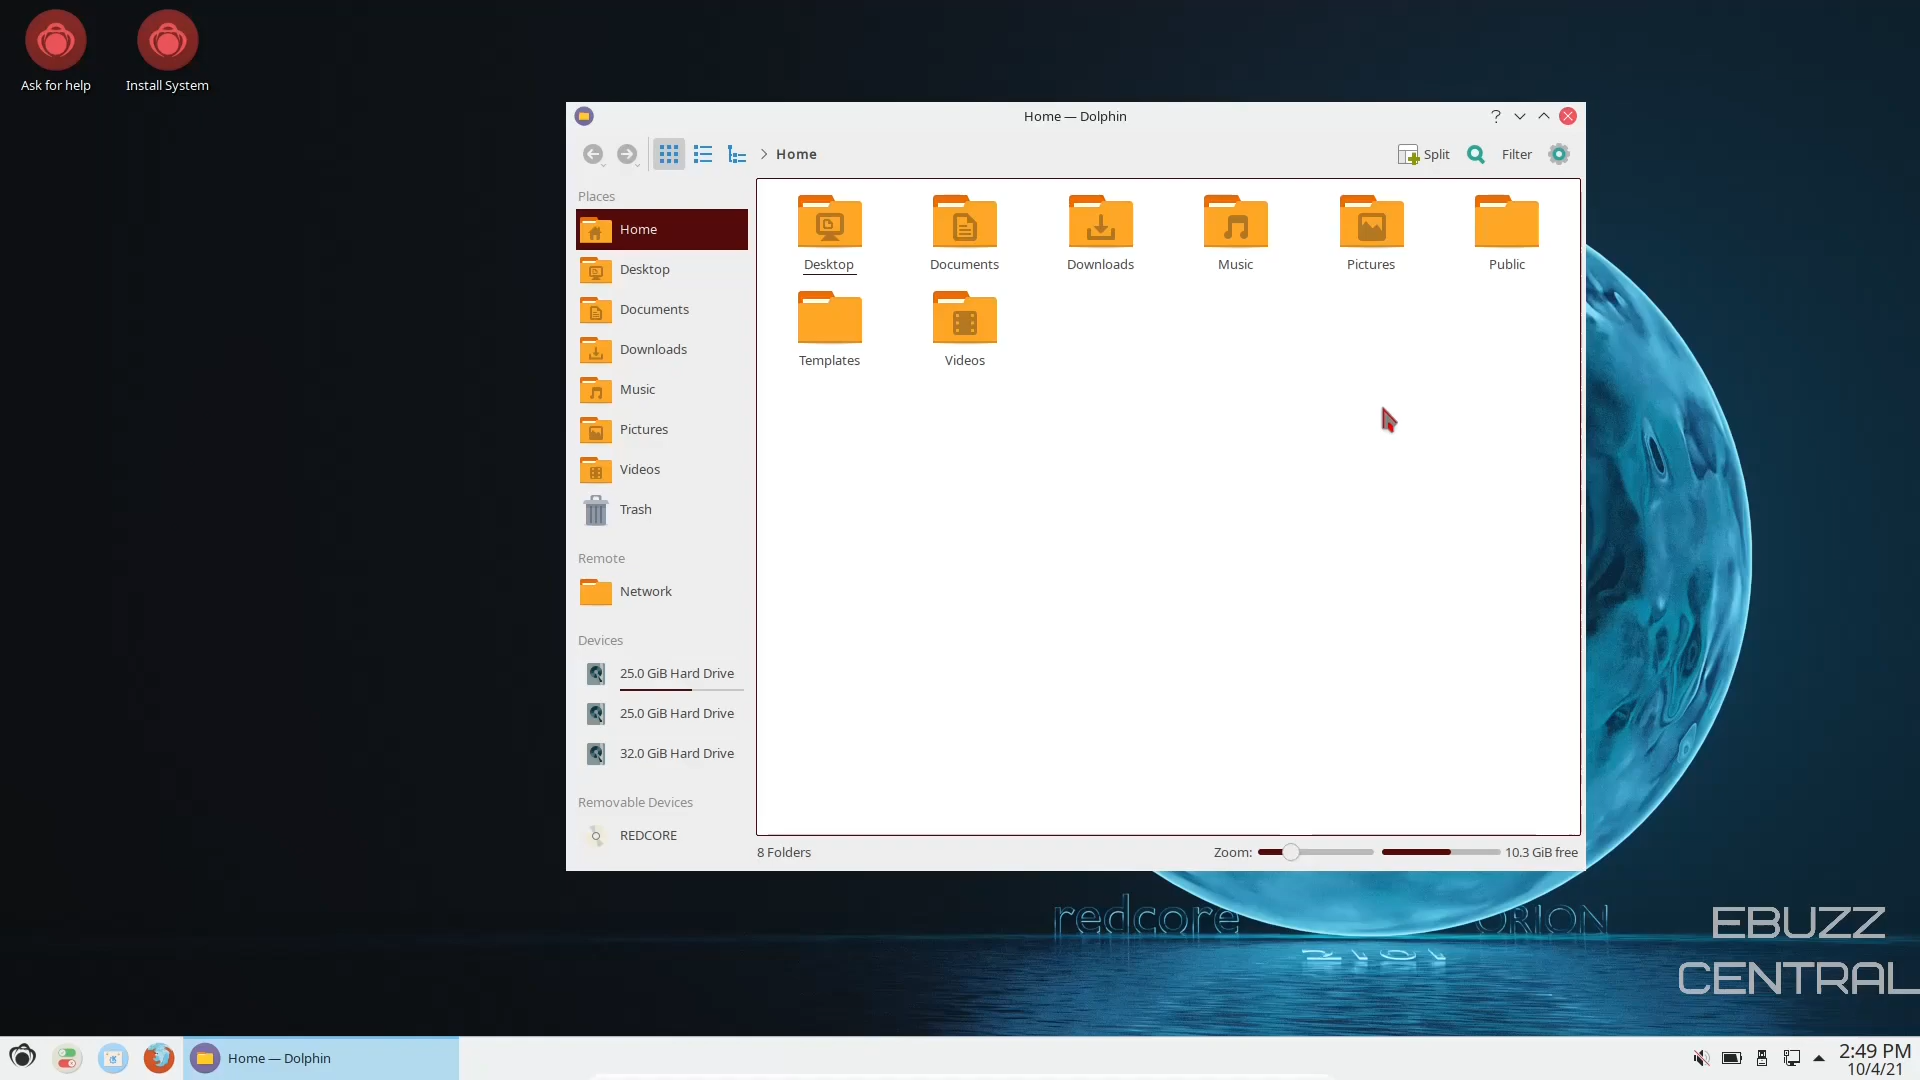 Ask for help
Install System
Home — Dolphin
Home
Split
Filter
Places
Home
Desktop
Documents
Downloads
Music
Pictures
Videos
Trash
Remote
Network
Devices
25.0 GiB Hard Drive
25.0 GiB Hard Drive
32.0 GiB Hard Drive
Removable Devices
REDCORE
Desktop
Documents
Downloads
Music
Pictures
Public
Templates
Videos
8 Folders
Zoom:
10.3 GiB free
redcore
ORION
2101
EBUZZ
CENTRAL
Home — Dolphin
2:49 PM
10/4/21